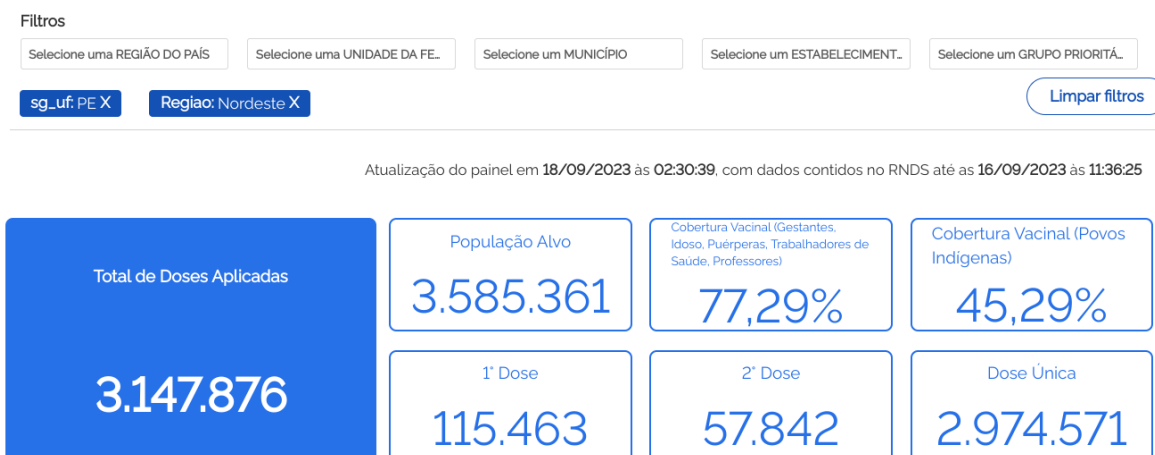 Filtros
Selecione uma REGIÃO DO PAÍS
Selecione uma UNIDADE DA FE...
Selecione um MUNICÍPIO
Selecione um ESTABELECIMENT...
Selecione um GRUPO PRIORITÁ...
sg_uf: PE X
Regiao: Nordeste X
Limpar filtros
Atualização do painel em 18/09/2023 às 02:30:39, com dados contidos no RNDS até as 16/09/2023 às 11:36:25
Total de Doses Aplicadas
3.147.876
População Alvo
3.585.361
Cobertura Vacinal (Gestantes,
Idoso, Puérperas, Trabalhadores de
Saúde, Professores)
77,29%
Cobertura Vacinal (Povos
Indígenas)
45,29%
1° Dose
115.463
2° Dose
57.842
Dose Única
2.974.571